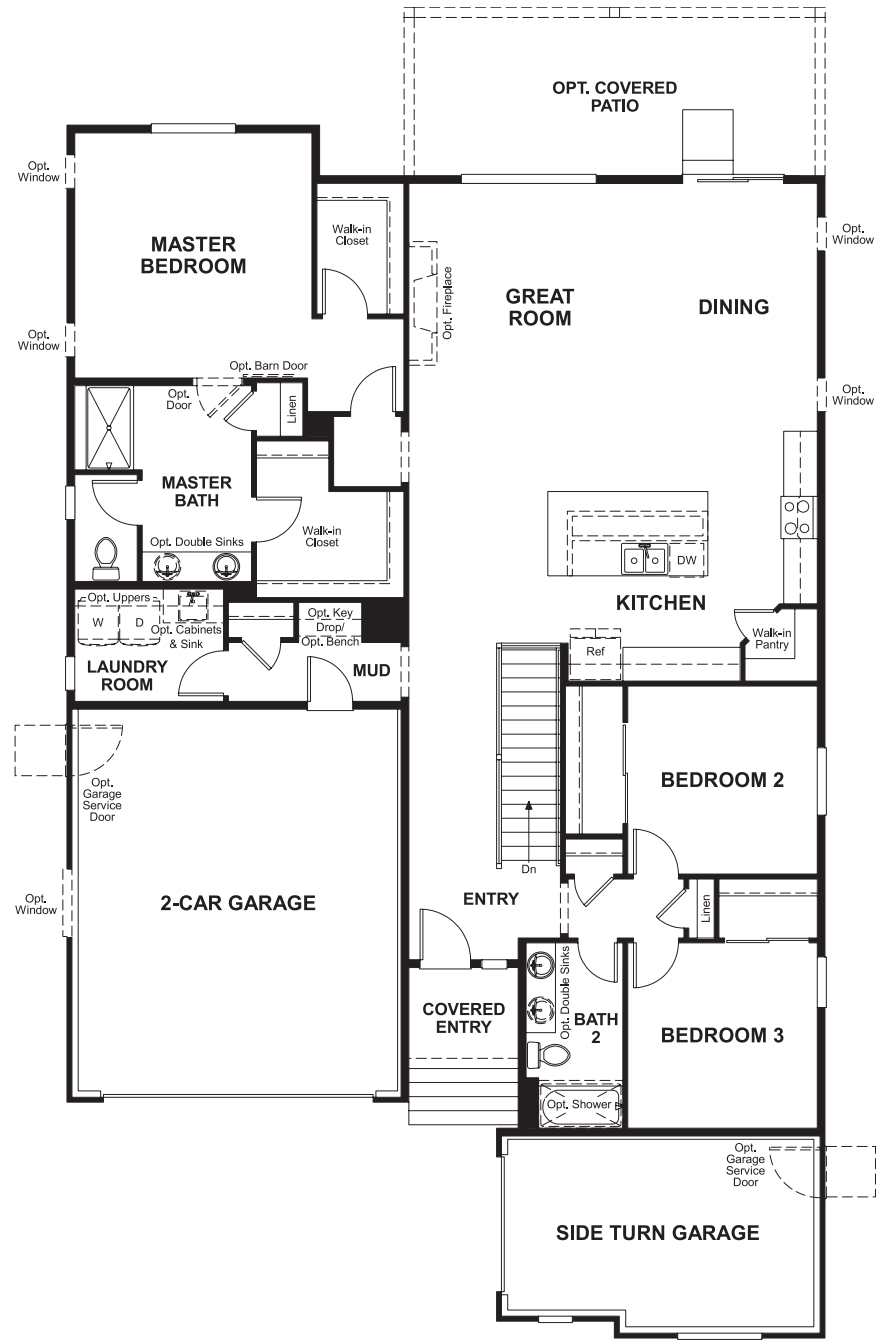 OPT. COVERED
PATIO
Opt.
Window
MASTER
BEDROOM
Walk-in
Closet
Opt. Fireplace
GREAT
ROOM
DINING
Opt.
Window
Opt.
Window
Opt. Barn Door
Opt.
Door
Linen
Opt.
Window
MASTER
BATH
Opt. Double Sinks
Walk-in
Closet
DW
KITCHEN
Ref
Walk-in
Pantry
Opt. Uppers
W
D
Opt. Cabinets
& Sink
Opt. Key
Drop/
Opt. Bench
LAUNDRY
ROOM
MUD
Opt.
Garage
Service
Door
BEDROOM 2
Dn
Opt.
Window
2-CAR GARAGE
ENTRY
Linen
COVERED
ENTRY
Opt. Double Sinks
BATH
2
BEDROOM 3
Opt. Shower
Opt.
Garage
Service
Door
SIDE TURN GARAGE